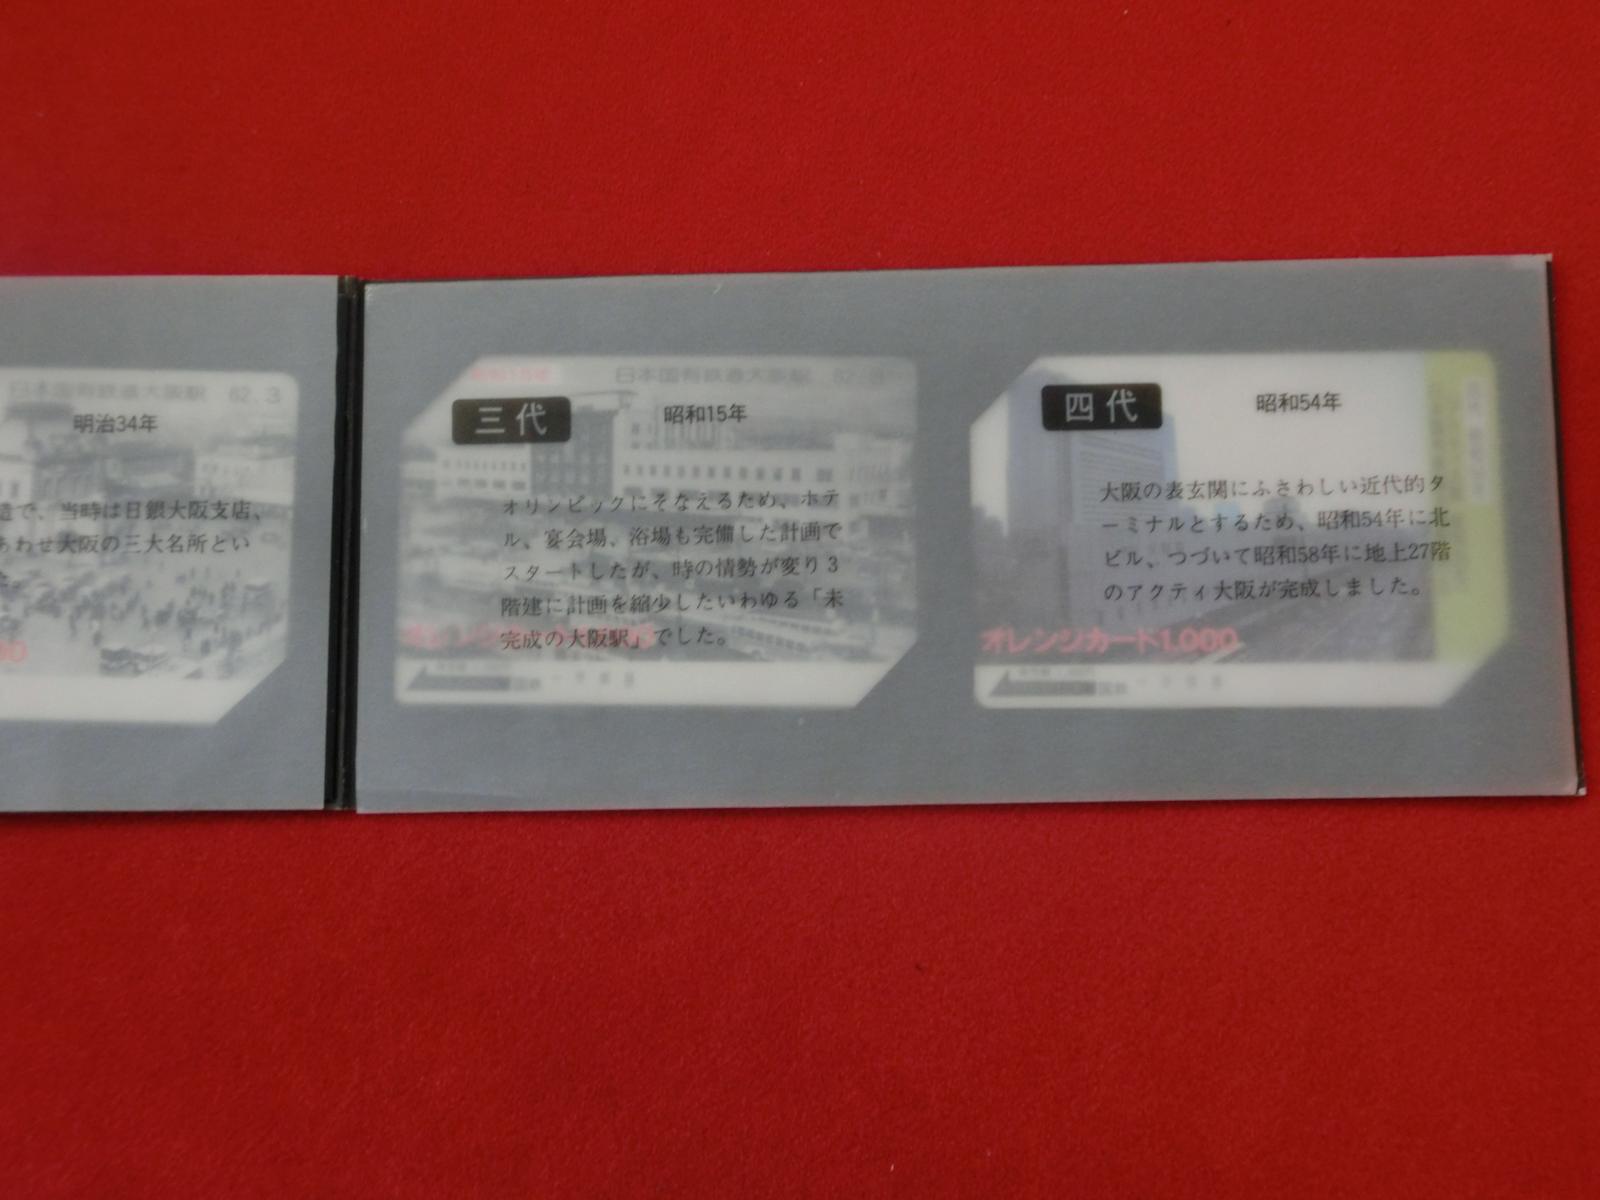 日本国有鉄道大阪駅 62.3
明治34年
造で、当時は日銀大阪支店、
あわせ大阪の三大名所とい
三代
昭和15年
日本国有鉄道大阪駅 62.3
オリンピックにそなえるため、ホテ
ル、宴会場、浴場も完備した計画で
スタートしたが、時の情勢が変り3
階建に計画を縮少したいわゆる「未
完成の大阪駅」でした。
国鉄
四代
昭和54年
大阪の表玄関にふさわしい近代的タ
ーミナルとするため、昭和54年に北
ビル、つづいて昭和58年に地上27階
のアクティ大阪が完成しました。
オレンジカード1,000
国鉄